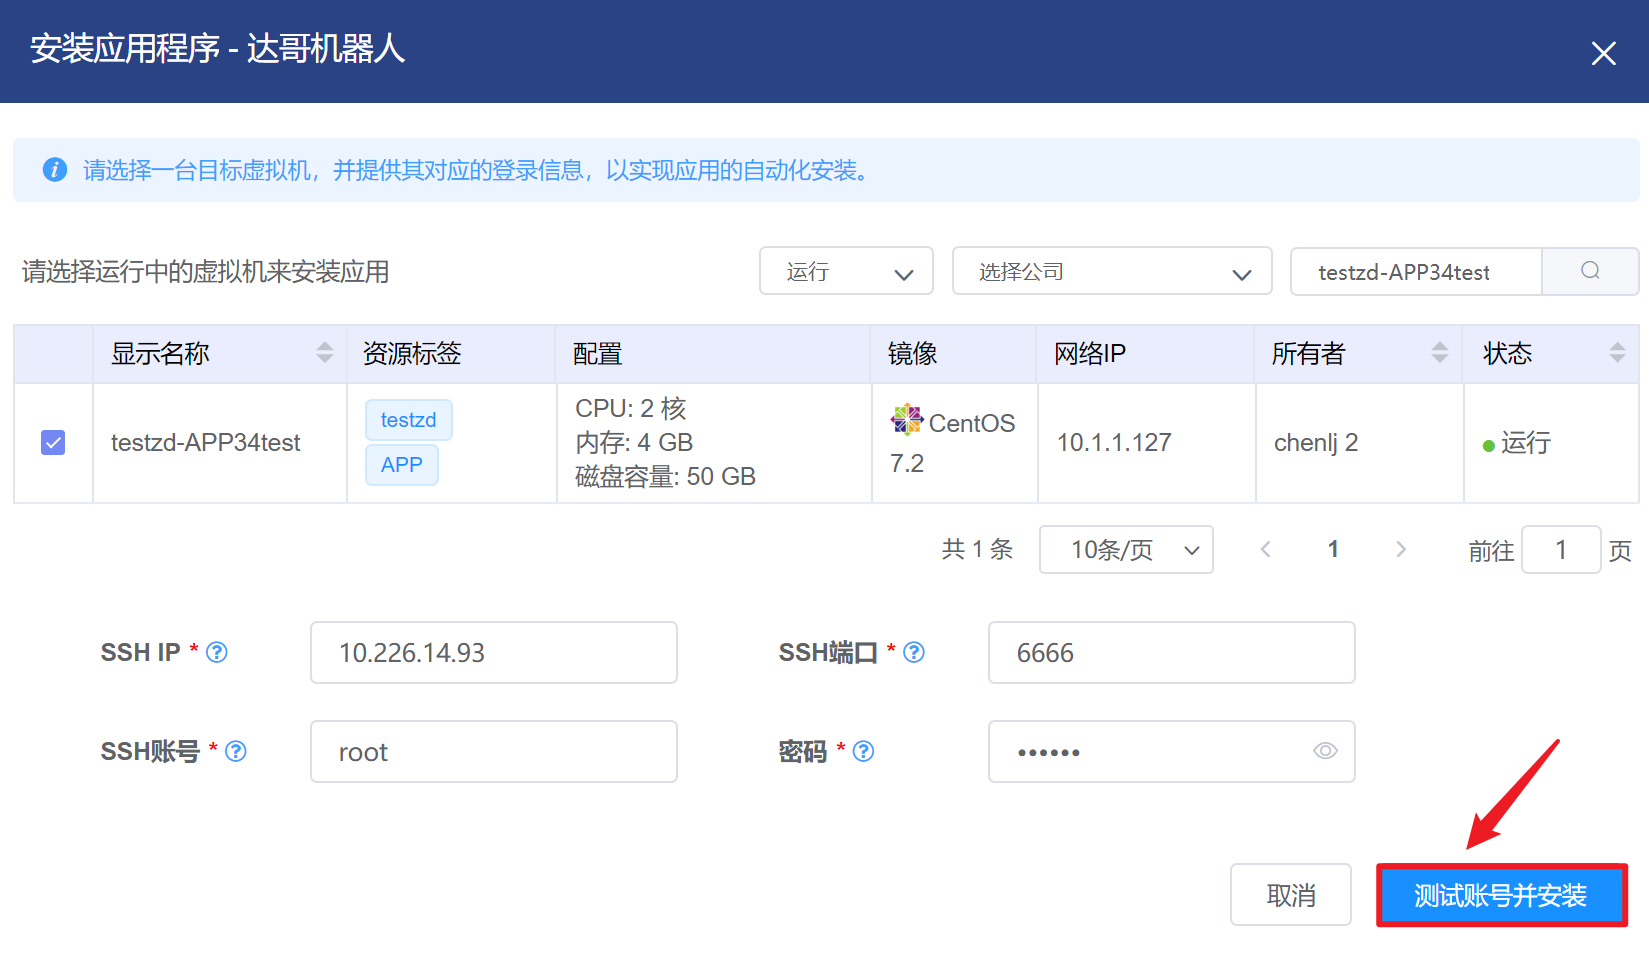 安装应用程序 - 达哥机器人
请选择一台目标虚拟机，并提供其对应的登录信息，以实现应用的自动化安装。
请选择运行中的虚拟机来安装应用 运行 选择公司 testzd-APP34test
显示名称 资源标签 配置 镜像 网络IP 所有者 状态
testzd-APP34test testzd APP CPU: 2 核 内存: 4 GB 磁盘容量: 50 GB CentOS 7.2 10.1.1.127 chenlj 2 运行
共 1 条 10条/页 1 前往 1 页
SSH IP * 10.226.14.93 SSH端口 * 6666
SSH账号 * root 密码 * ••••••
取消 测试账号并安装